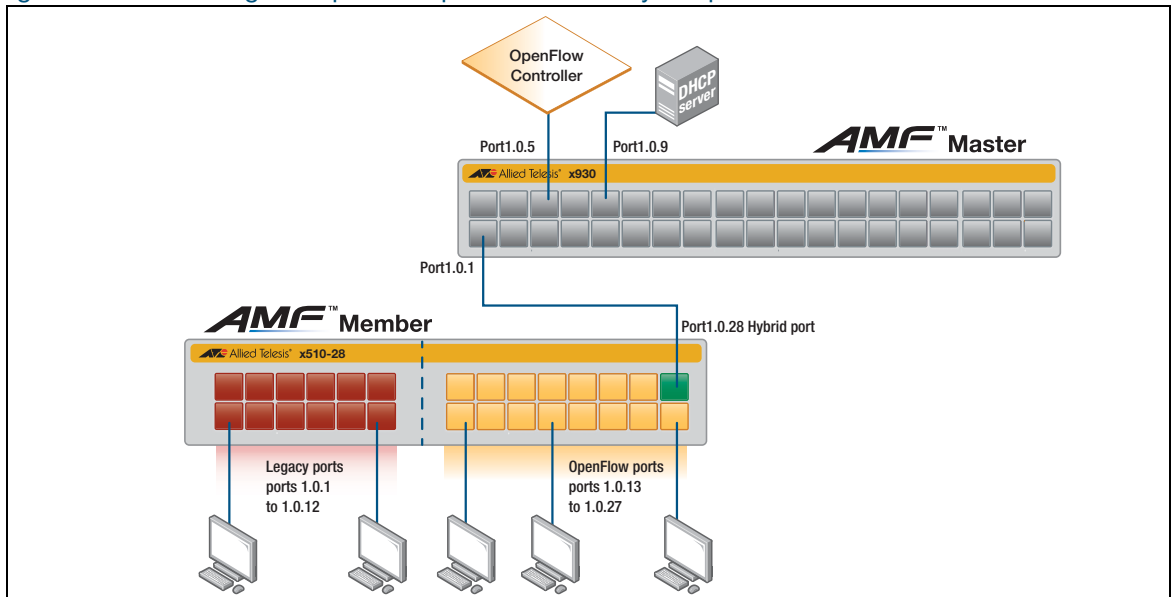 OpenFlow
Controller
DHCP
server
Port1.0.5
Port1.0.9
AMF™ Master
Allied Telesis® x930
Port1.0.1
AMF™ Member
Port1.0.28 Hybrid port
Allied Telesis® x510-28
Legacy ports
ports 1.0.1
to 1.0.12
OpenFlow ports
ports 1.0.13
to 1.0.27